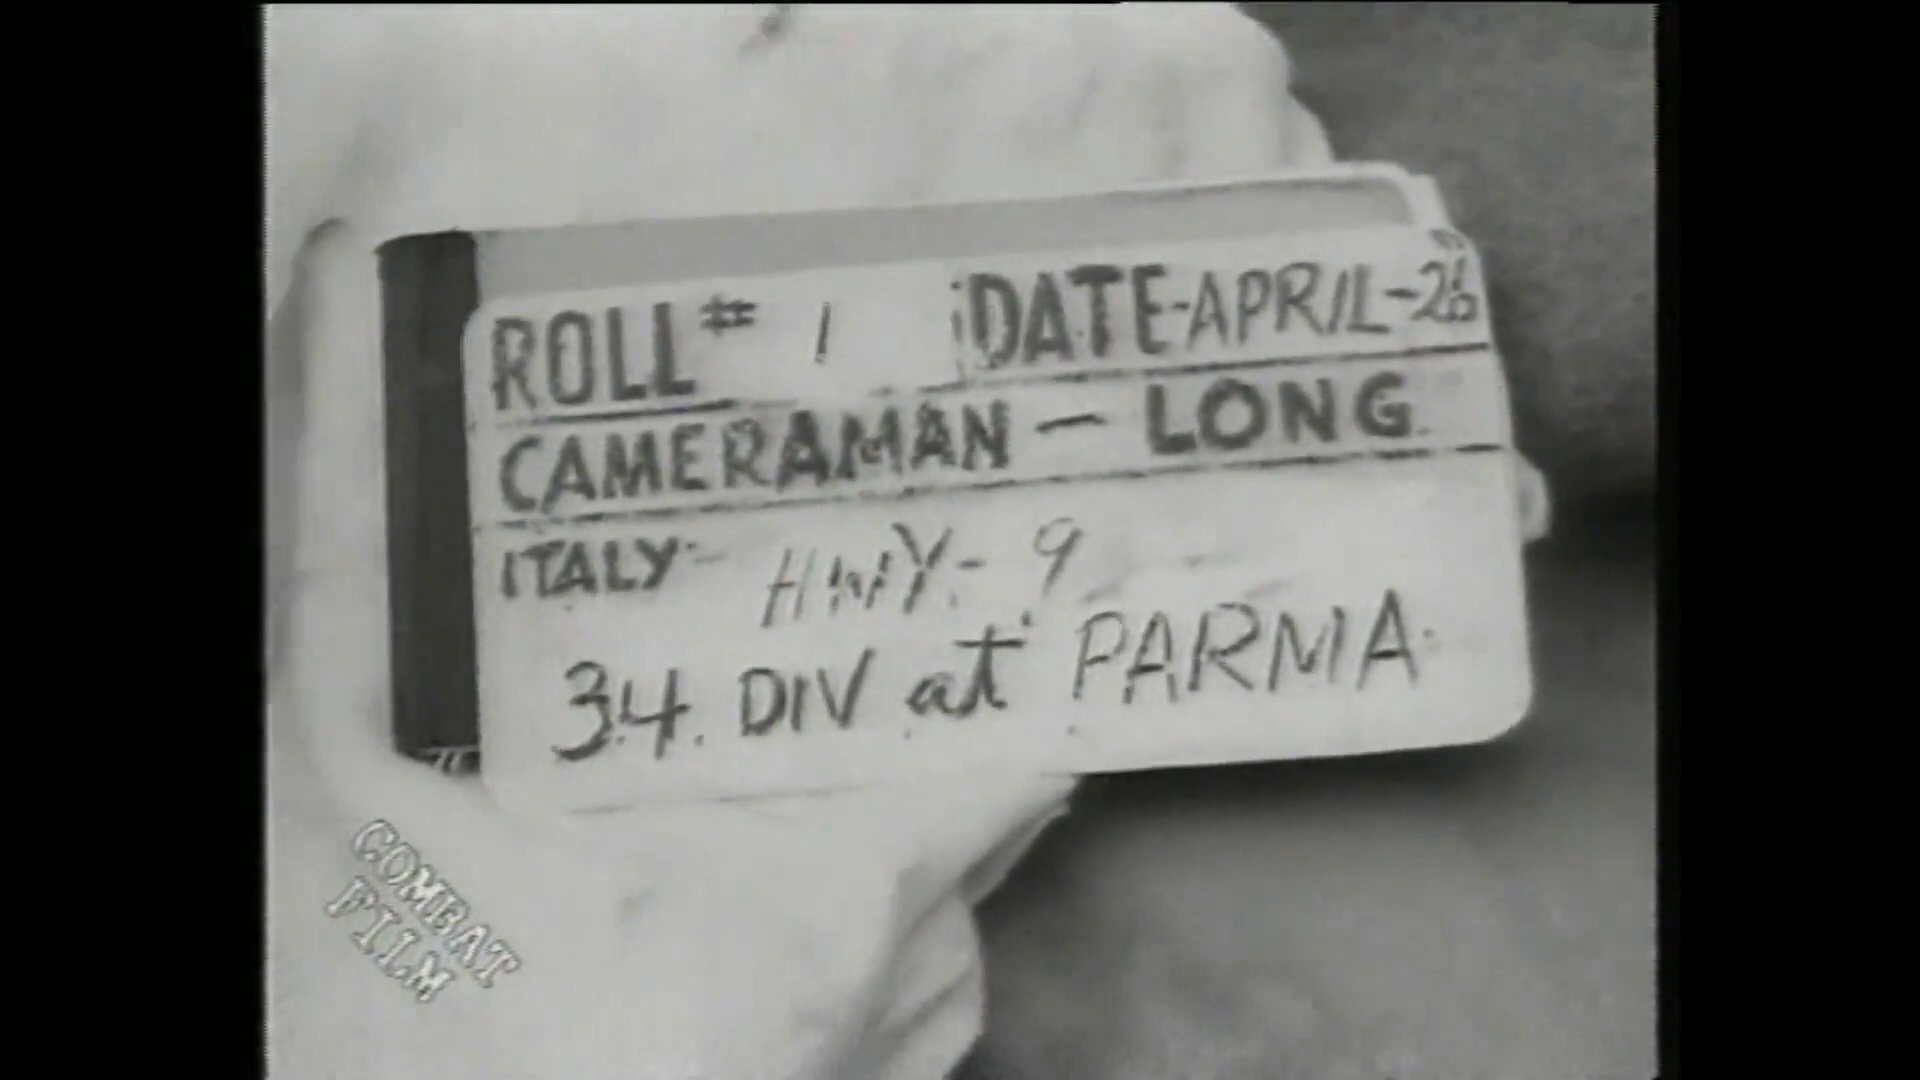 ROLL # 1 DATE-APRIL-26
CAMERAMAN - LONG
ITALY- HWY- 9
34. DIV at PARMA
COMBAT
FILM